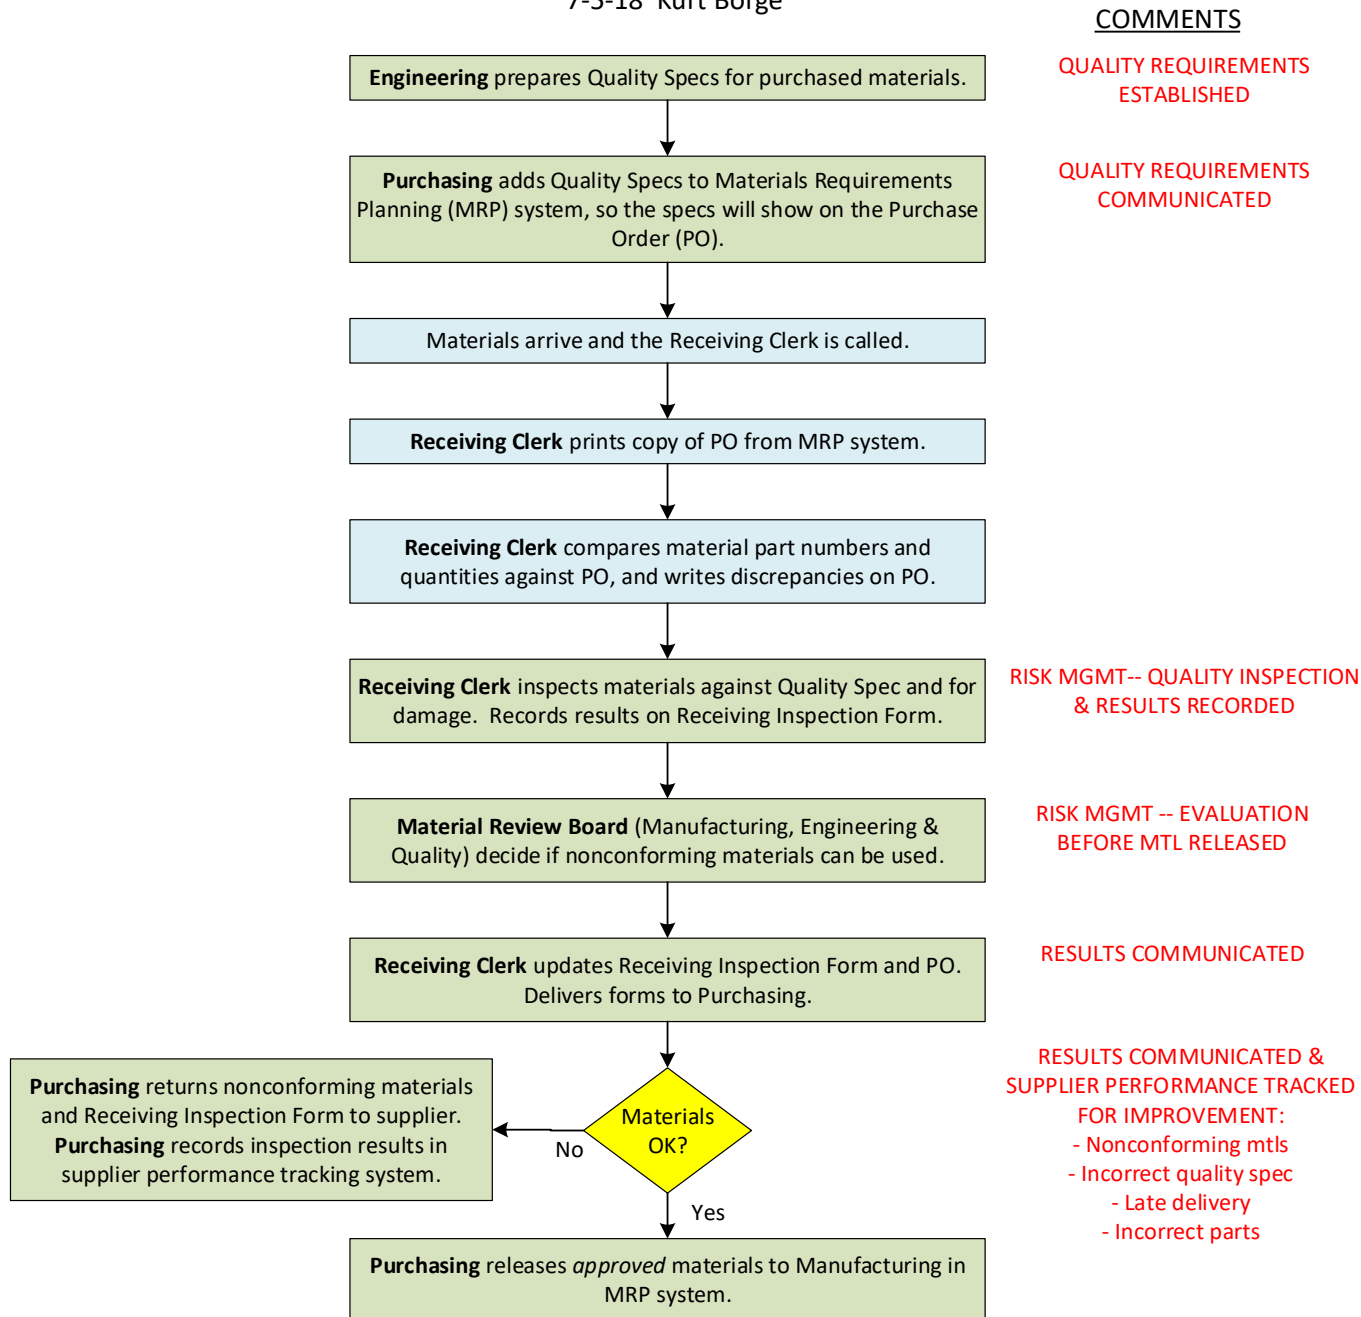 7-5-18 Kurt Borge
COMMENTS
Engineering prepares Quality Specs for purchased materials.
QUALITY REQUIREMENTS
ESTABLISHED
Purchasing adds Quality Specs to Materials Requirements
Planning (MRP) system, so the specs will show on the Purchase
Order (PO).
QUALITY REQUIREMENTS
COMMUNICATED
Materials arrive and the Receiving Clerk is called.
Receiving Clerk prints copy of PO from MRP system.
Receiving Clerk compares material part numbers and
quantities against PO, and writes discrepancies on PO.
Receiving Clerk inspects materials against Quality Spec and for
damage. Records results on Receiving Inspection Form.
RISK MGMT-- QUALITY INSPECTION
& RESULTS RECORDED
Material Review Board (Manufacturing, Engineering &
Quality) decide if nonconforming materials can be used.
RISK MGMT -- EVALUATION
BEFORE MTL RELEASED
Receiving Clerk updates Receiving Inspection Form and PO.
Delivers forms to Purchasing.
RESULTS COMMUNICATED
Purchasing returns nonconforming materials
and Receiving Inspection Form to supplier.
Purchasing records inspection results in
supplier performance tracking system.
No
Materials
OK?
Yes
RESULTS COMMUNICATED &
SUPPLIER PERFORMANCE TRACKED
FOR IMPROVEMENT:
- Nonconforming mtls
- Incorrect quality spec
- Late delivery
- Incorrect parts
Purchasing releases approved materials to Manufacturing in
MRP system.